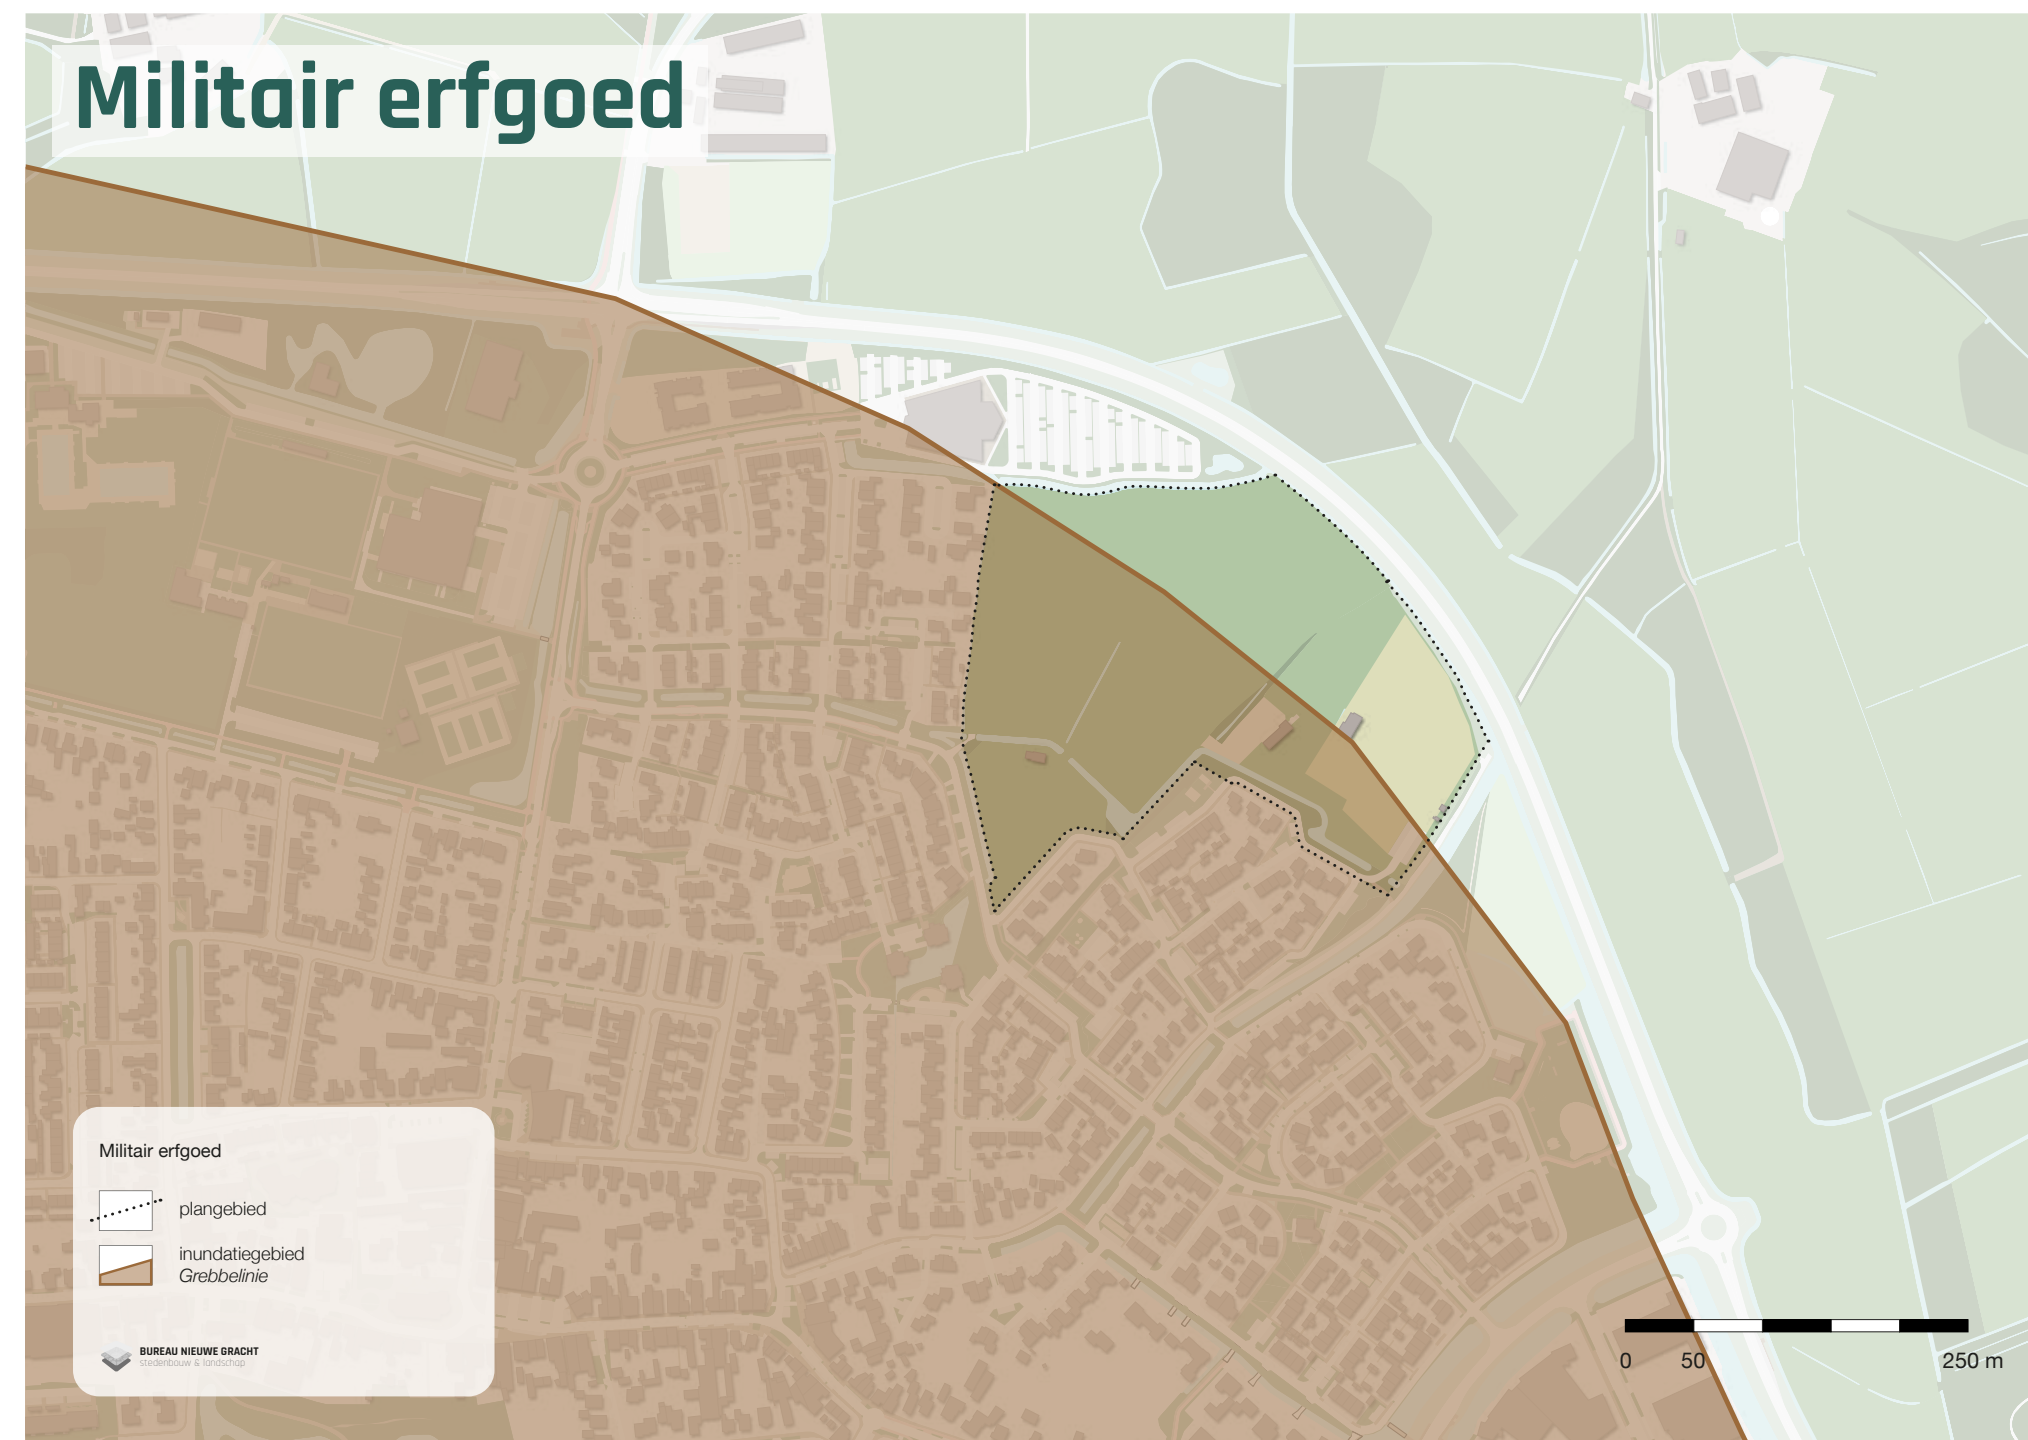 Militair erfgoed
Militair erfgoed
plangebied
inundatiegebied
Grebbelinie
BUREAU NIEUWE GRACHT
stedenbouw & landschap
0 50 250 m